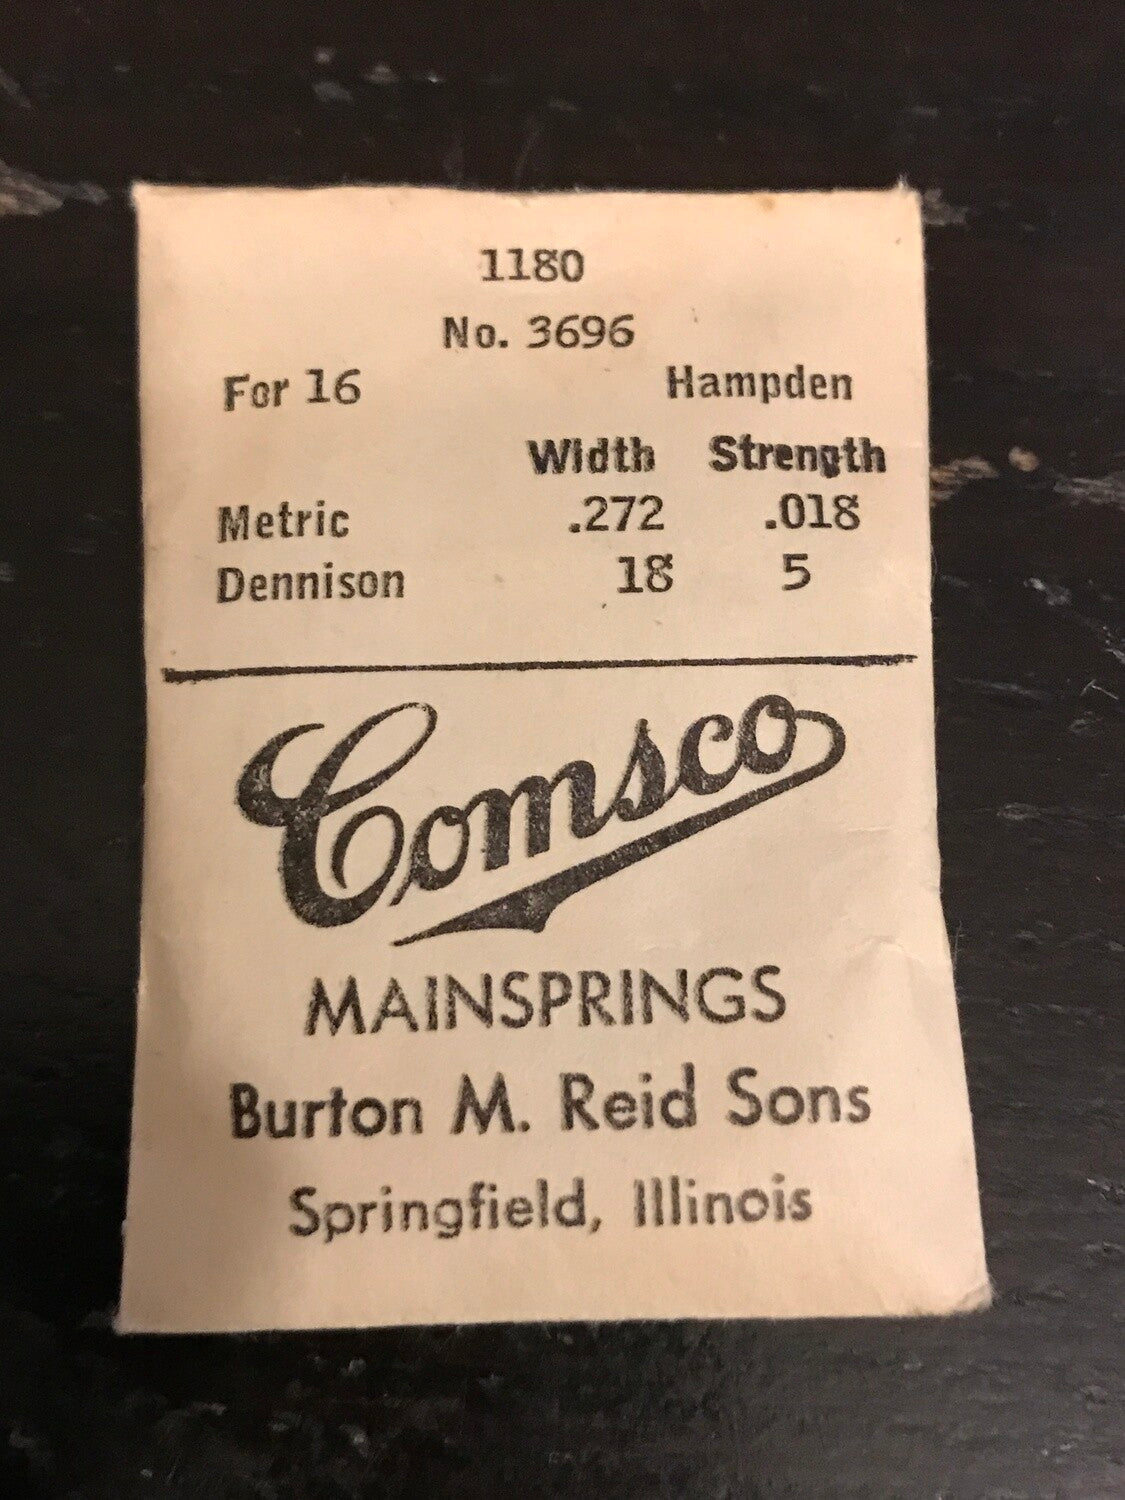 1180
No. 3696
For 16 Hampden
Width Strength
Metric .272 .018
Dennison 18 5
Comsco
MAINSPRINGS
Burton M. Reid Sons
Springfield, Illinois